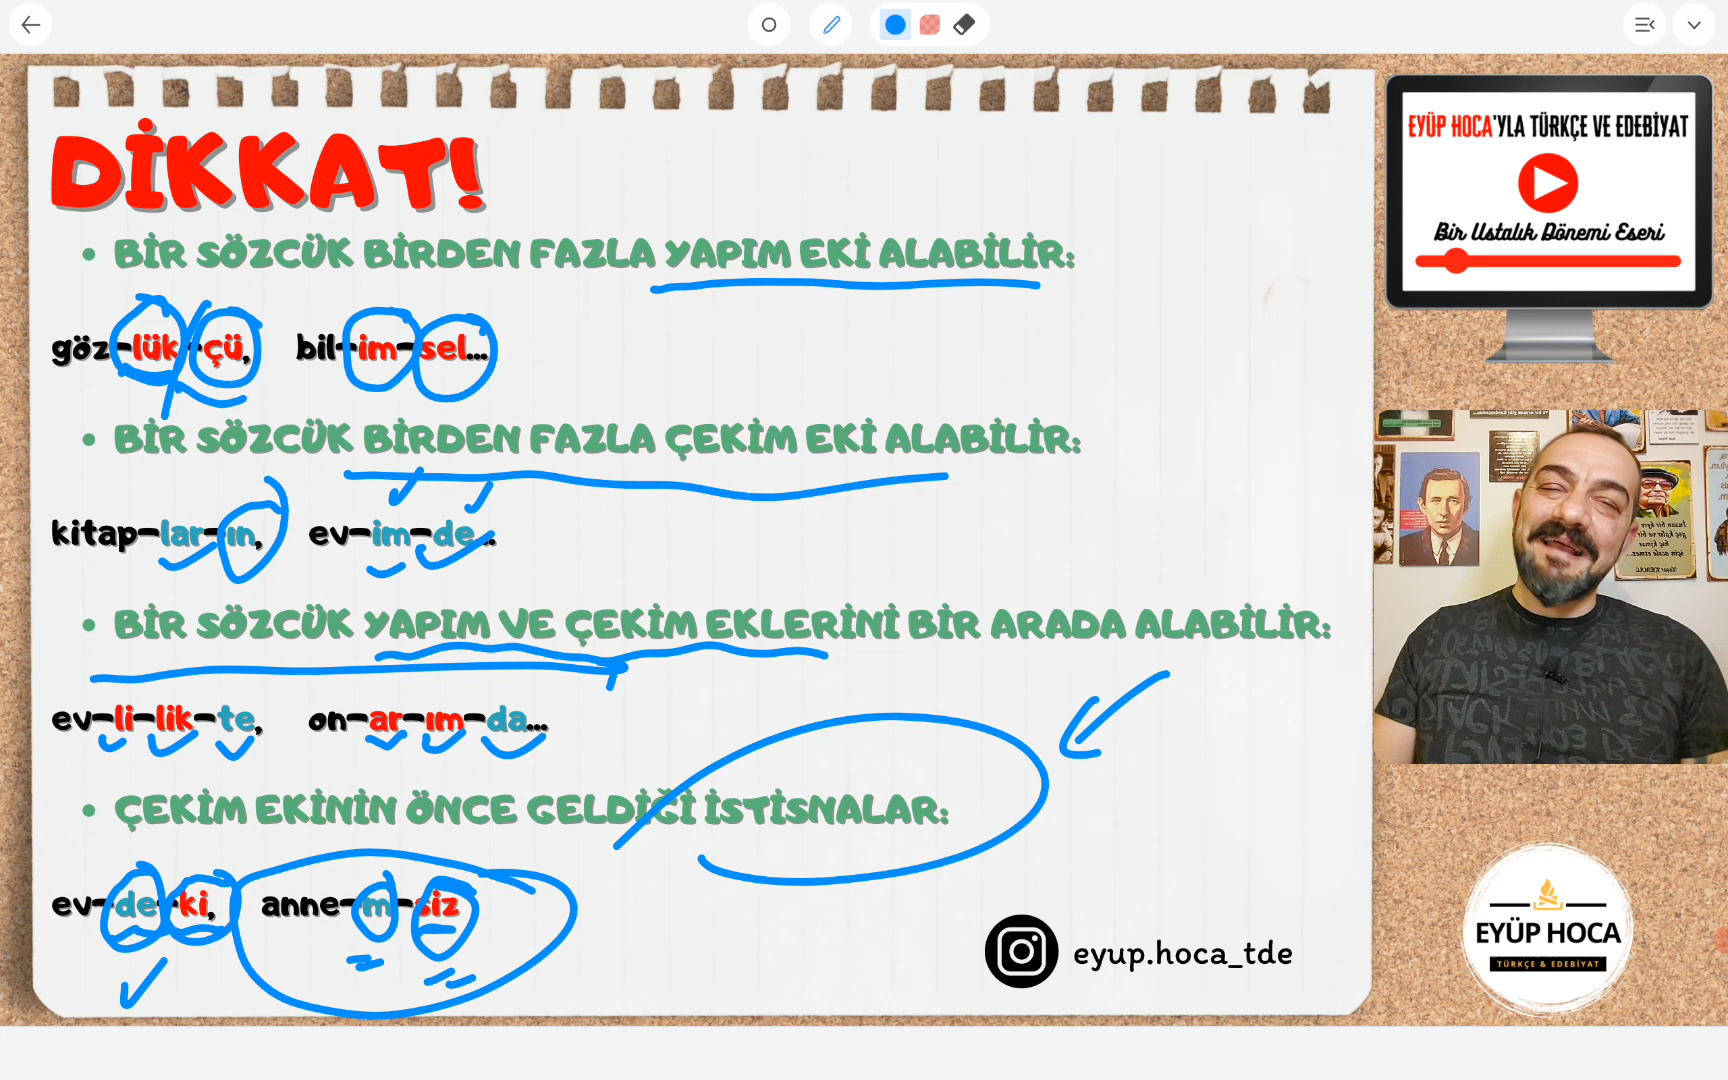 DİKKAT!
• BİR SÖZCÜK BİRDEN FAZLA YAPIM EKİ ALABİLİR:
göz-lük-çü, bil-im-sel...
• BİR SÖZCÜK BİRDEN FAZLA ÇEKİM EKİ ALABİLİR:
kitap-lar-ın, ev-im-de...
• BİR SÖZCÜK YAPIM VE ÇEKİM EKLERİNİ BİR ARADA ALABİLİR:
ev-li-lik-te, on-ar-ım-da...
• ÇEKİM EKİNİN ÖNCE GELDİĞİ İSTİSNALAR:
ev-de-ki, anne-m-siz
eyup.hoca_tde
EYÜP HOCA'YLA TÜRKÇE VE EDEBİYAT
Bir Ustalık Dönemi Eseri
EYÜP HOCA
TÜRKÇE & EDEBİYAT